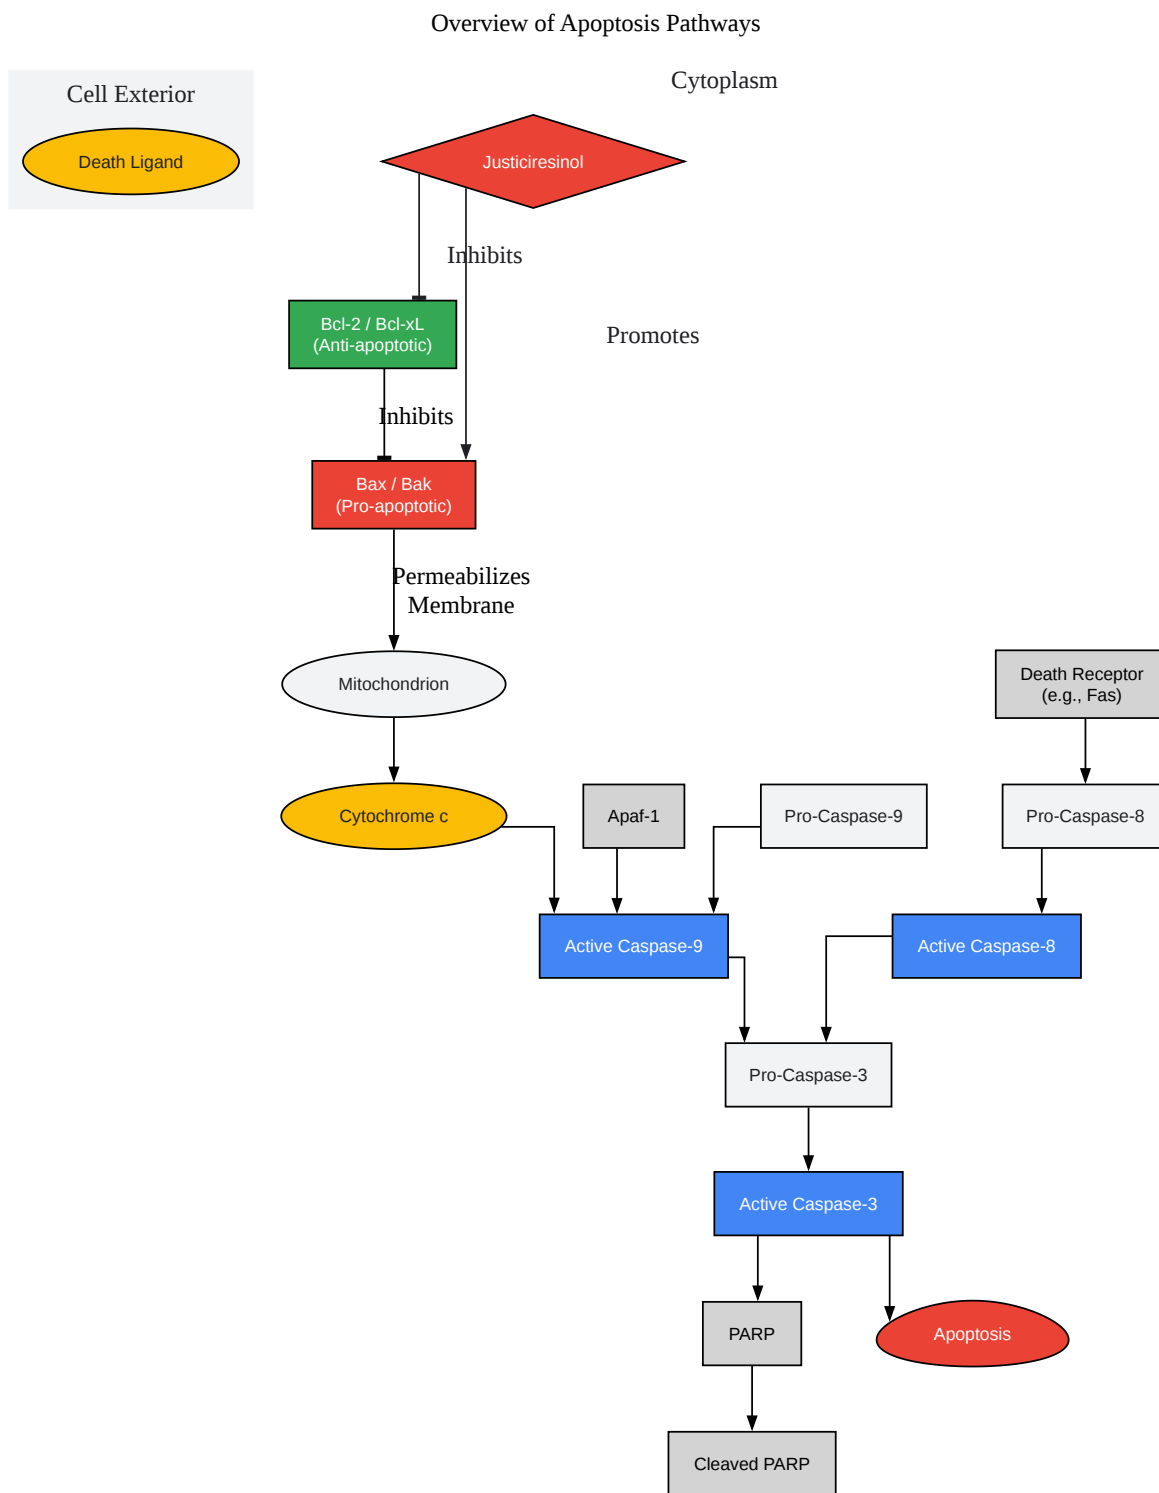 Overview of Apoptosis Pathways
Cytoplasm
Cell Exterior
Death Ligand
Justiciresinol
Inhibits
Bcl-2 / Bcl-xL
(Anti-apoptotic)
Promotes
Inhibits
Bax / Bak
(Pro-apoptotic)
Permeabilizes
Membrane
Mitochondrion
Death Receptor
(e.g., Fas)
Cytochrome c
Apaf-1
Pro-Caspase-9
Pro-Caspase-8
Active Caspase-9
Active Caspase-8
Pro-Caspase-3
Active Caspase-3
PARP
Apoptosis
Cleaved PARP